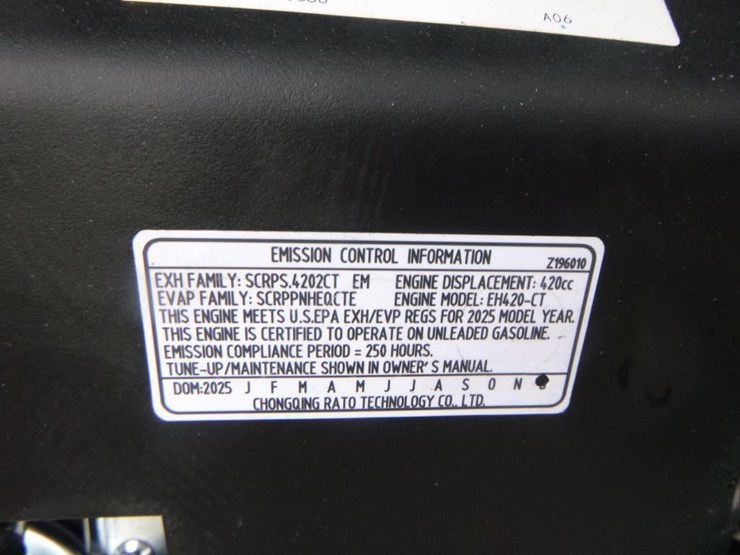 A06
EMISSION CONTROL INFORMATION Z196010
EXH FAMILY: SCRPS.4202CT EM ENGINE DISPLACEMENT: 420cc
EVAP FAMILY: SCRPPNHEQCTE ENGINE MODEL: EH420-CT
THIS ENGINE MEETS U.S.EPA EXH/EVP REGS FOR 2025 MODEL YEAR.
THIS ENGINE IS CERTIFIED TO OPERATE ON UNLEADED GASOLINE.
EMISSION COMPLIANCE PERIOD = 250 HOURS.
TUNE-UP/MAINTENANCE SHOWN IN OWNER'S MANUAL.
DOM:2025 J F M A M J J A S O N
CHONGQING RATO TECHNOLOGY CO., LTD.